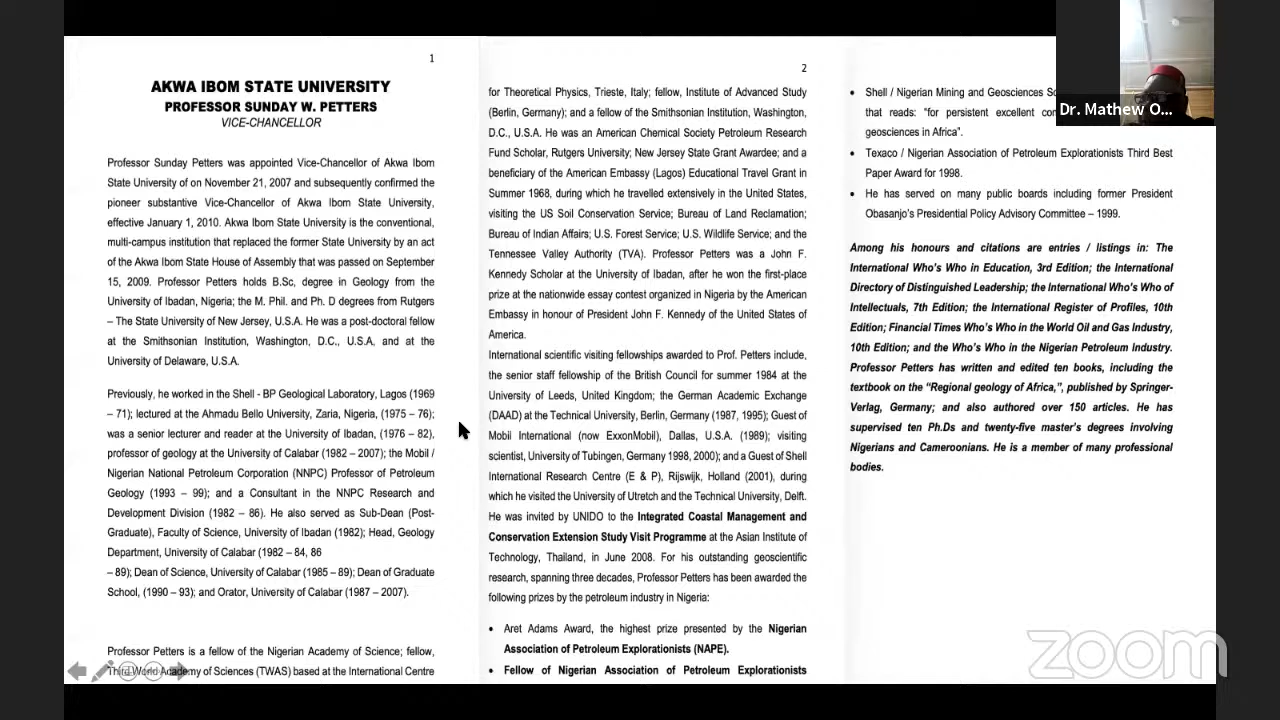 1
AKWA IBOM STATE UNIVERSITY
PROFESSOR SUNDAY W. PETTERS
VICE-CHANCELLOR
Professor Sunday Petters was appointed Vice-Chancellor of Akwa Ibom
State University of on November 21, 2007 and subsequently confirmed the
pioneer substantive Vice-Chancellor of Akwa Ibom State University,
effective January 1, 2010. Akwa Ibom State University is the conventional,
multi-campus institution that replaced the former State University by an act
of the Akwa Ibom State House of Assembly that was passed on September
15, 2009. Professor Petters holds B.Sc, degree in Geology from the
University of Ibadan, Nigeria; the M. Phil. and Ph. D degrees from Rutgers
– The State University of New Jersey, U.S.A. He was a post-doctoral fellow
at the Smithsonian Institution, Washington, D.C., U.S.A, and at the
University of Delaware, U.S.A.
Previously, he worked in the Shell - BP Geological Laboratory, Lagos (1969
– 71); lectured at the Ahmadu Bello University, Zaria, Nigeria, (1975 – 76);
was a senior lecturer and reader at the University of Ibadan, (1976 – 82),
professor of geology at the University of Calabar (1982 – 2007); the Mobil /
Nigerian National Petroleum Corporation (NNPC) Professor of Petroleum
Geology (1993 – 99); and a Consultant in the NNPC Research and
Development Division (1982 – 86). He also served as Sub-Dean (Post-
Graduate), Faculty of Science, University of Ibadan (1982); Head, Geology
Department, University of Calabar (1982 – 84, 86
– 89); Dean of Science, University of Calabar (1985 – 89); Dean of Graduate
School, (1990 – 93); and Orator, University of Calabar (1987 – 2007).
Professor Petters is a fellow of the Nigerian Academy of Science; fellow,
Third World Academy of Sciences (TWAS) based at the International Centre
2
for Theoretical Physics, Trieste, Italy; fellow, Institute of Advanced Study
(Berlin, Germany); and a fellow of the Smithsonian Institution, Washington,
D.C., U.S.A. He was an American Chemical Society Petroleum Research
Fund Scholar, Rutgers University; New Jersey State Grant Awardee; and a
beneficiary of the American Embassy (Lagos) Educational Travel Grant in
Summer 1968, during which he travelled extensively in the United States,
visiting the US Soil Conservation Service; Bureau of Land Reclamation;
Bureau of Indian Affairs; U.S. Forest Service; U.S. Wildlife Service; and the
Tennessee Valley Authority (TVA). Professor Petters was a John F.
Kennedy Scholar at the University of Ibadan, after he won the first-place
prize at the nationwide essay contest organized in Nigeria by the American
Embassy in honour of President John F. Kennedy of the United States of
America.
International scientific visiting fellowships awarded to Prof. Petters include,
the senior staff fellowship of the British Council for summer 1984 at the
University of Leeds, United Kingdom; the German Academic Exchange
(DAAD) at the Technical University, Berlin, Germany (1987, 1995); Guest of
Mobil International (now ExxonMobil), Dallas, U.S.A. (1989); visiting
scientist, University of Tubingen, Germany 1998, 2000); and a Guest of Shell
International Research Centre (E & P), Rijswijk, Holland (2001), during
which he visited the University of Utretch and the Technical University, Delft.
He was invited by UNIDO to the Integrated Coastal Management and
Conservation Extension Study Visit Programme at the Asian Institute of
Technology, Thailand, in June 2008. For his outstanding geoscientific
research, spanning three decades, Professor Petters has been awarded the
following prizes by the petroleum industry in Nigeria:
• Aret Adams Award, the highest prize presented by the Nigerian
Association of Petroleum Explorationists (NAPE).
• Fellow of Nigerian Association of Petroleum Explorationists
• Shell / Nigerian Mining and Geosciences So
that reads: “for persistent excellent con
geosciences in Africa”.
• Texaco / Nigerian Association of Petroleum Explorationists Third Best
Paper Award for 1998.
• He has served on many public boards including former President
Obasanjo’s Presidential Policy Advisory Committee – 1999.
Among his honours and citations are entries / listings in: The
International Who’s Who in Education, 3rd Edition; the International
Directory of Distinguished Leadership; the International Who’s Who of
Intellectuals, 7th Edition; the International Register of Profiles, 10th
Edition; Financial Times Who’s Who in the World Oil and Gas Industry,
10th Edition; and the Who’s Who in the Nigerian Petroleum Industry.
Professor Petters has written and edited ten books, including the
textbook on the “Regional geology of Africa,”, published by Springer-
Verlag, Germany; and also authored over 150 articles. He has
supervised ten Ph.Ds and twenty-five master’s degrees involving
Nigerians and Cameroonians. He is a member of many professional
bodies.
Dr. Mathew O...
zoom